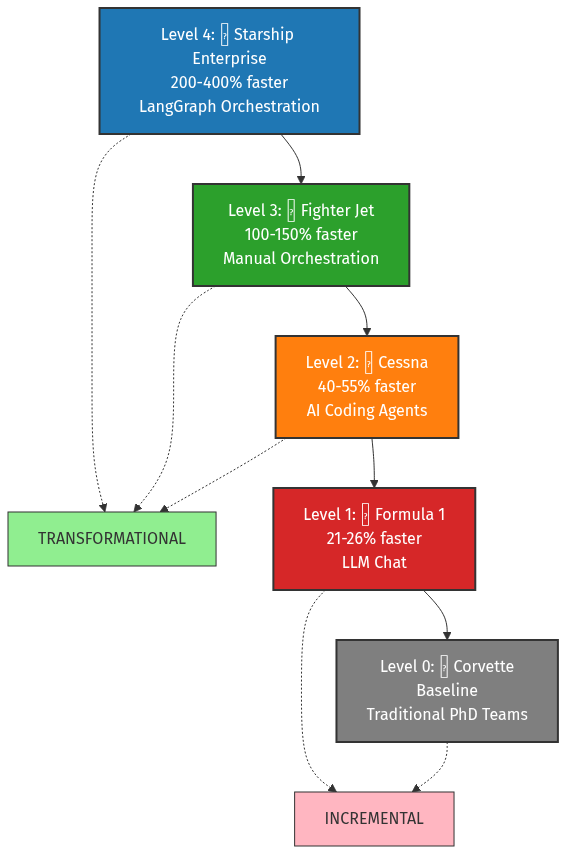 Level 4: Starship
Enterprise
200-400% faster
LangGraph Orchestration
Level 3: Fighter Jet
100-150% faster
Manual Orchestration
Level 2: Cessna
40-55% faster
AI Coding Agents
TRANSFORMATIONAL
Level 1: Formula 1
21-26% faster
LLM Chat
Level 0: Corvette
Baseline
Traditional PhD Teams
INCREMENTAL